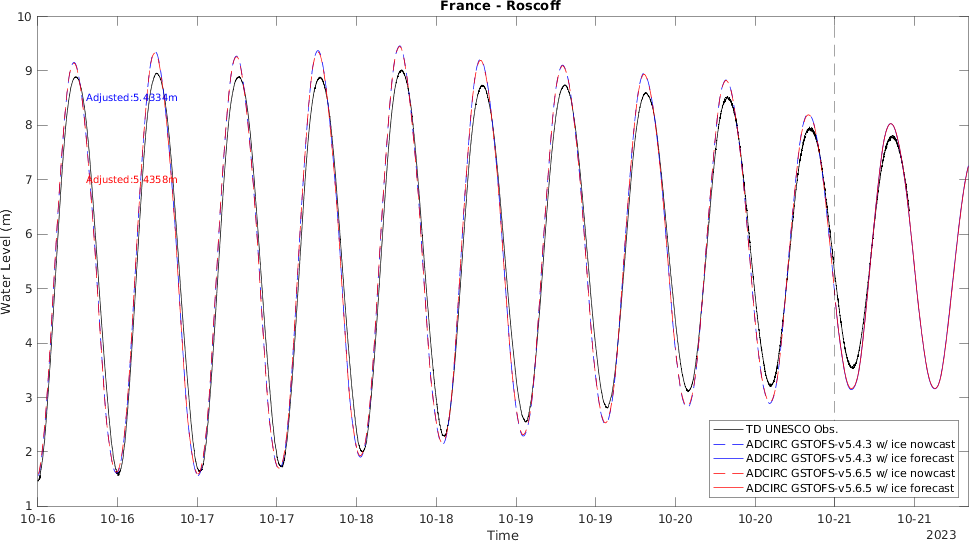 France - Roscoff
10
9
8
7
6
5
4
3
2
1
Water Level (m)
Adjusted:5.4334m
Adjusted:5.4358m
TD UNESCO Obs.
ADCIRC GSTOFS-v5.4.3 w/ ice nowcast
ADCIRC GSTOFS-v5.4.3 w/ ice forecast
ADCIRC GSTOFS-v5.6.5 w/ ice nowcast
ADCIRC GSTOFS-v5.6.5 w/ ice forecast
10-16 10-16 10-17 10-17 10-18 10-18 10-19 10-19 10-20 10-20 10-21 10-21
Time
2023